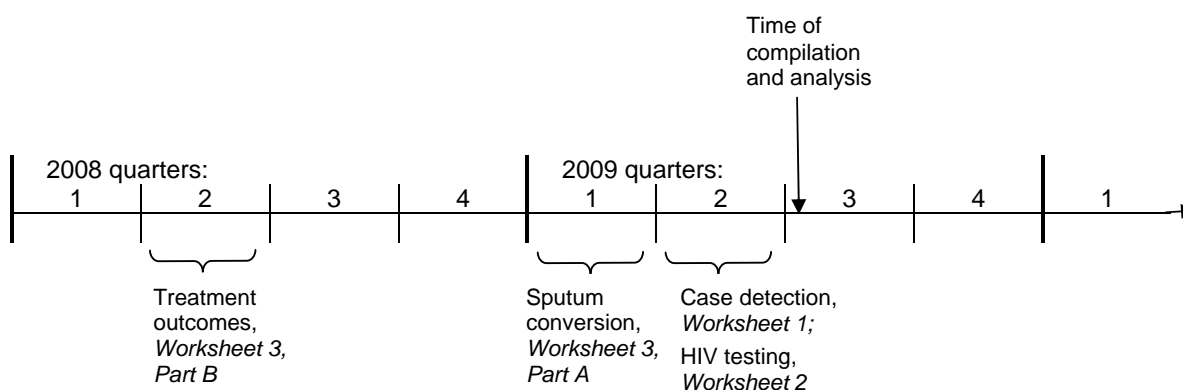 Time of
compilation
and analysis
2008 quarters:
2009 quarters:
1 2 3 4 1 2 3 4 1
Treatment
outcomes,
Worksheet 3,
Part B
Sputum
conversion,
Worksheet 3,
Part A
Case detection,
Worksheet 1;
HIV testing,
Worksheet 2